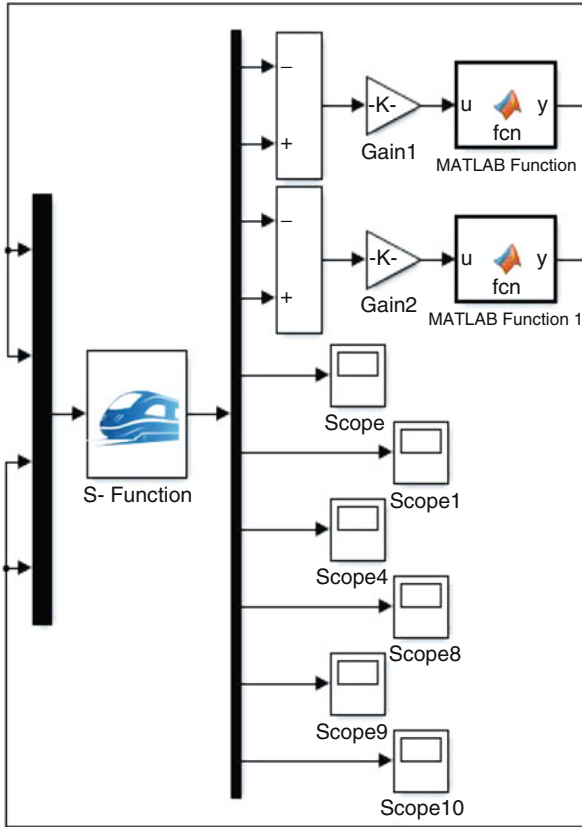 −
+
-K-
Gain1
u
y
fcn
MATLAB Function
−
+
-K-
Gain2
u
y
fcn
MATLAB Function 1
Scope
S- Function
Scope1
Scope4
Scope8
Scope9
Scope10